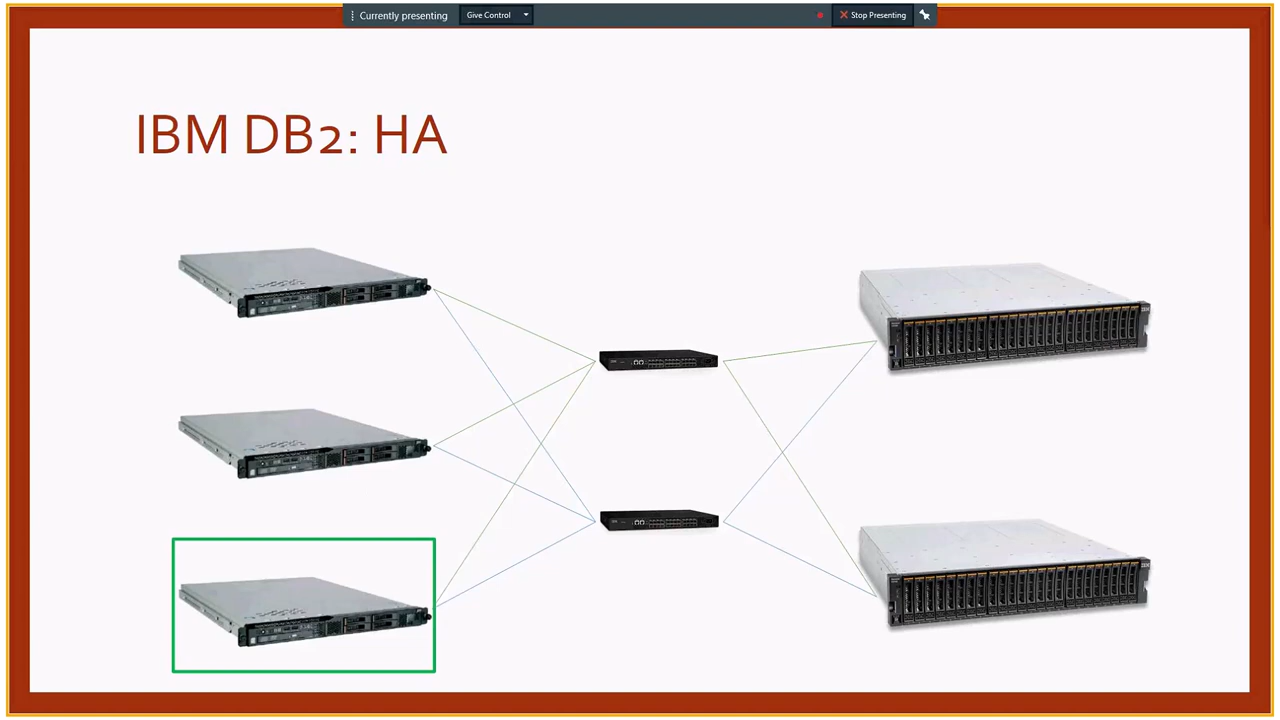 Currently presenting
Give Control
Stop Presenting
IBM DB2: HA